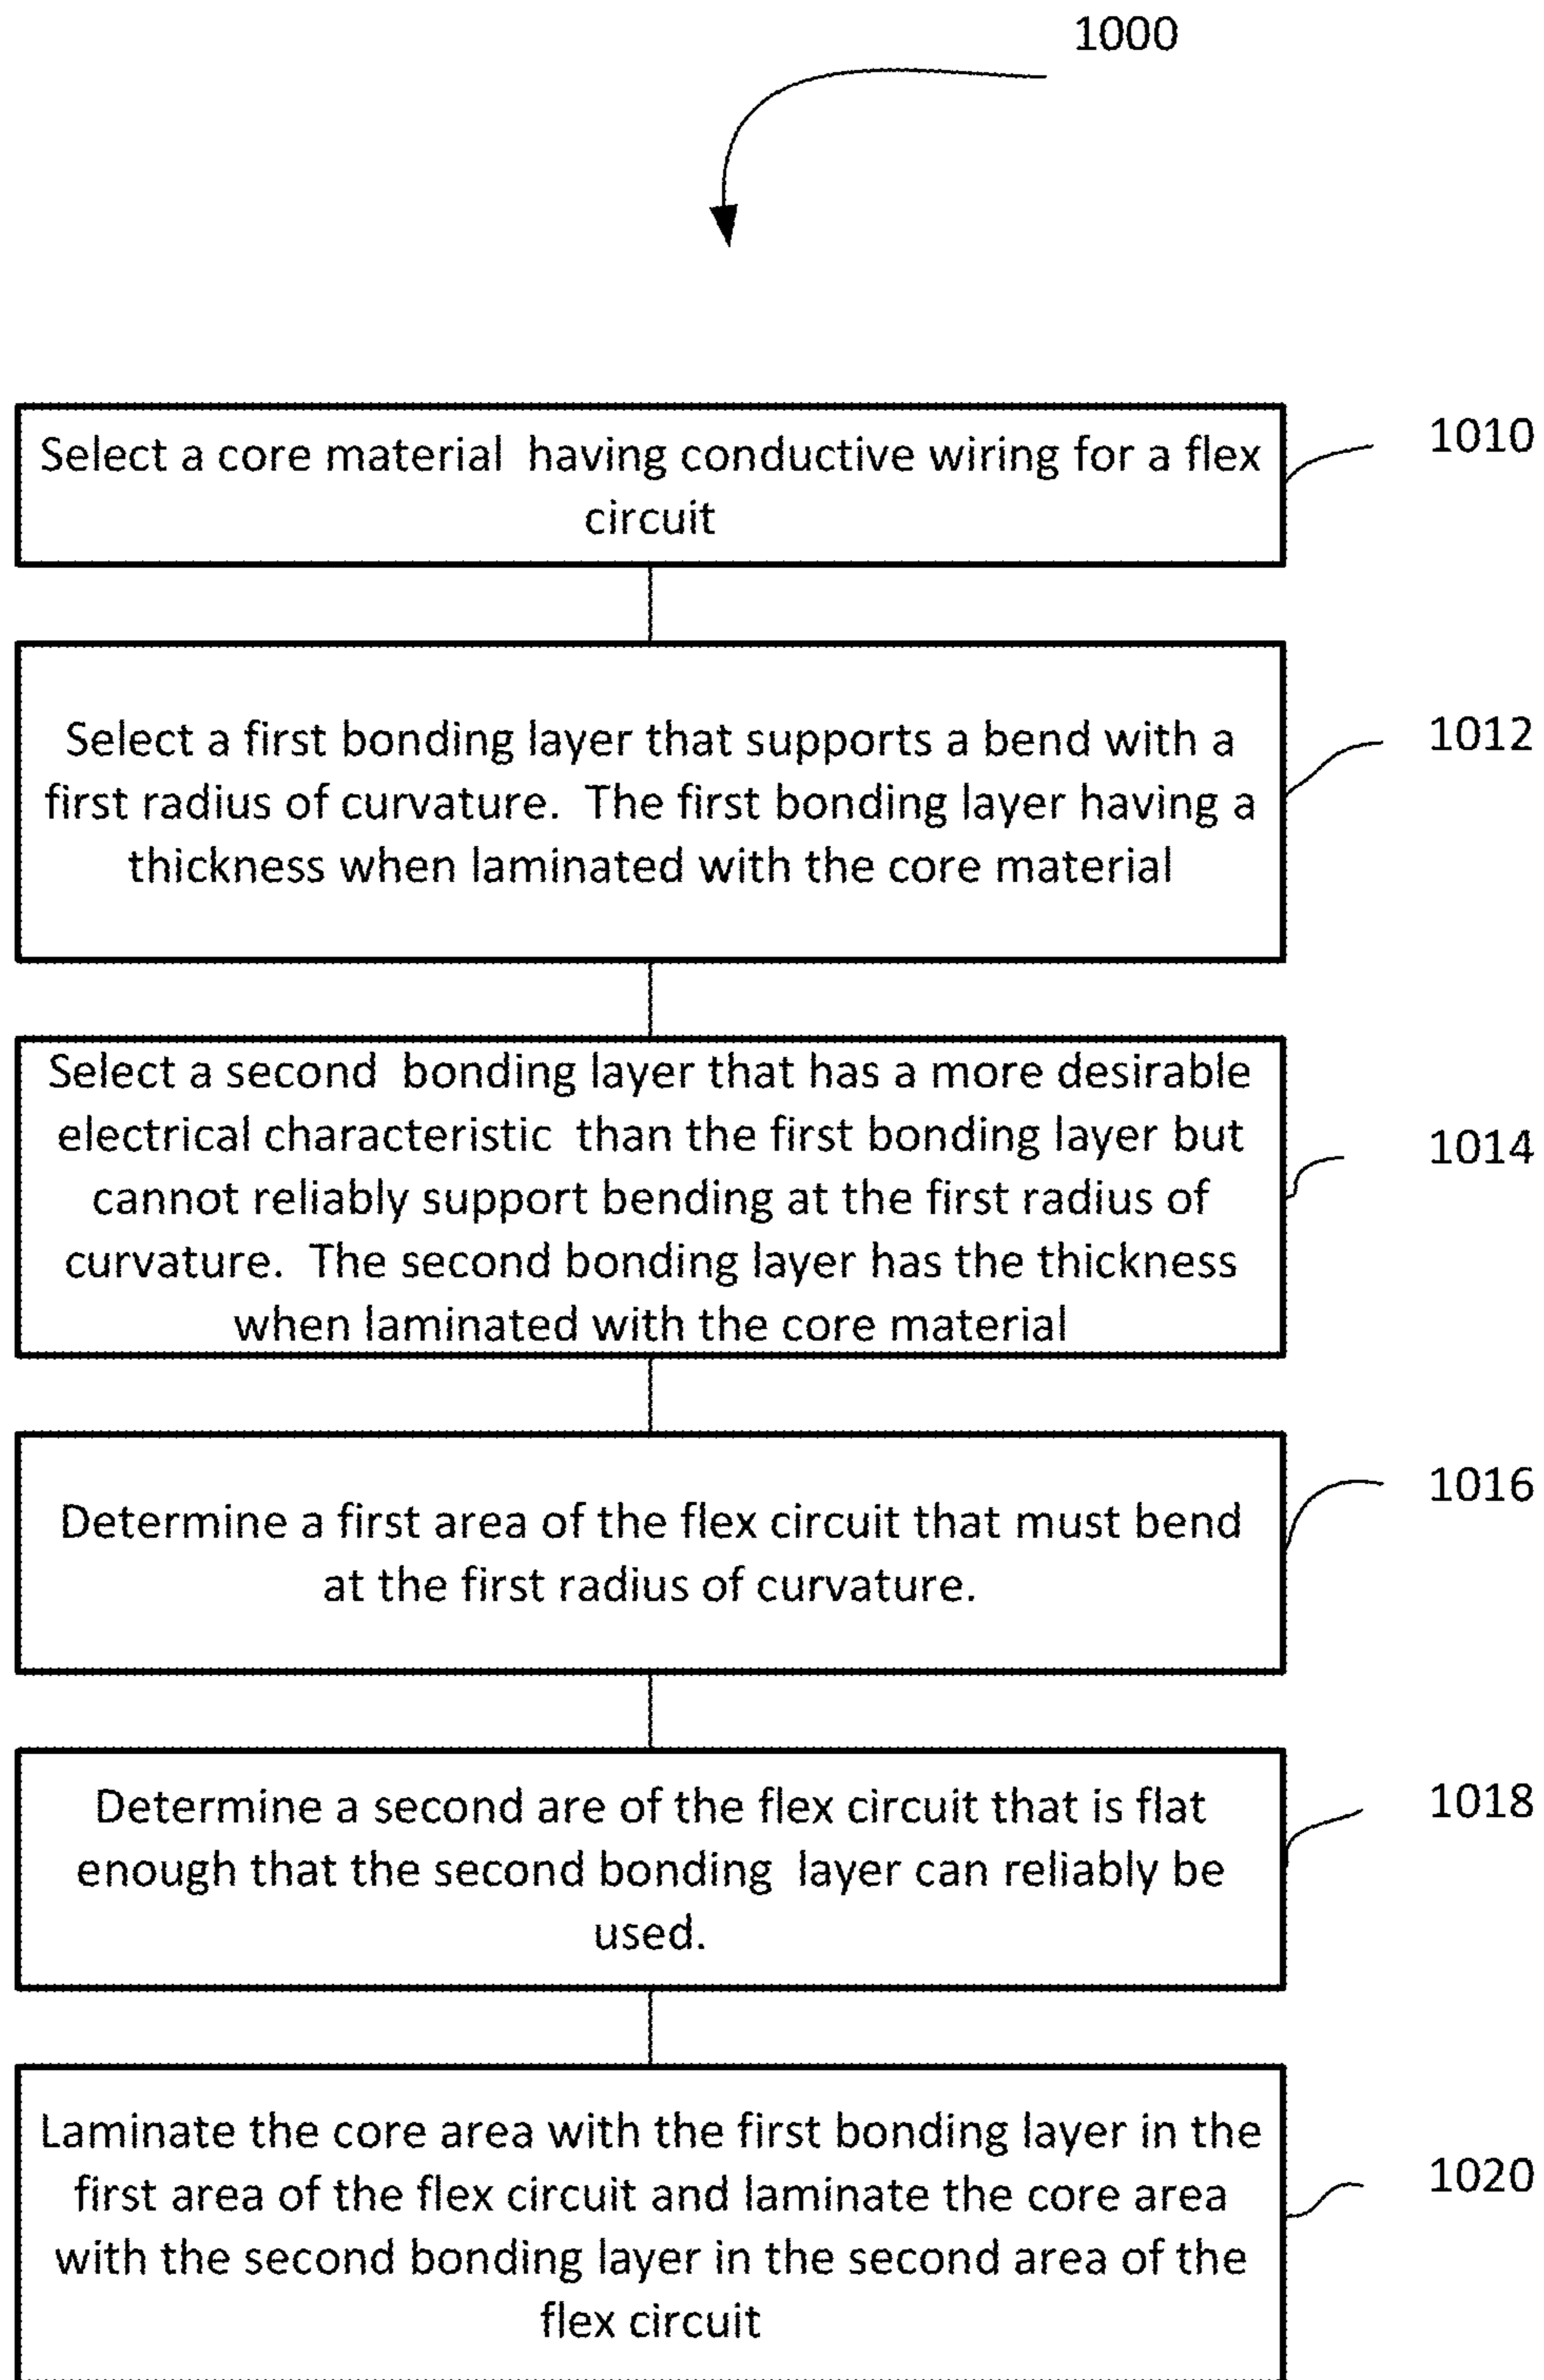 1000
Select a core material  having conductive wiring for a flex
circuit
1010
Select a first bonding layer that supports a bend with a
first radius of curvature.  The first bonding layer having a
thickness when laminated with the core material
1012
Select a second  bonding layer that has a more desirable
electrical characteristic  than the first bonding layer but
cannot reliably support bending at the first radius of
curvature.  The second bonding layer has the thickness
when laminated with the core material
1014
Determine a first area of the flex circuit that must bend
at the first radius of curvature.
1016
Determine a second are of the flex circuit that is flat
enough that the second bonding  layer can reliably be
used.
1018
Laminate the core area with the first bonding layer in the
first area of the flex circuit and laminate the core area
with the second bonding layer in the second area of the
flex circuit
1020